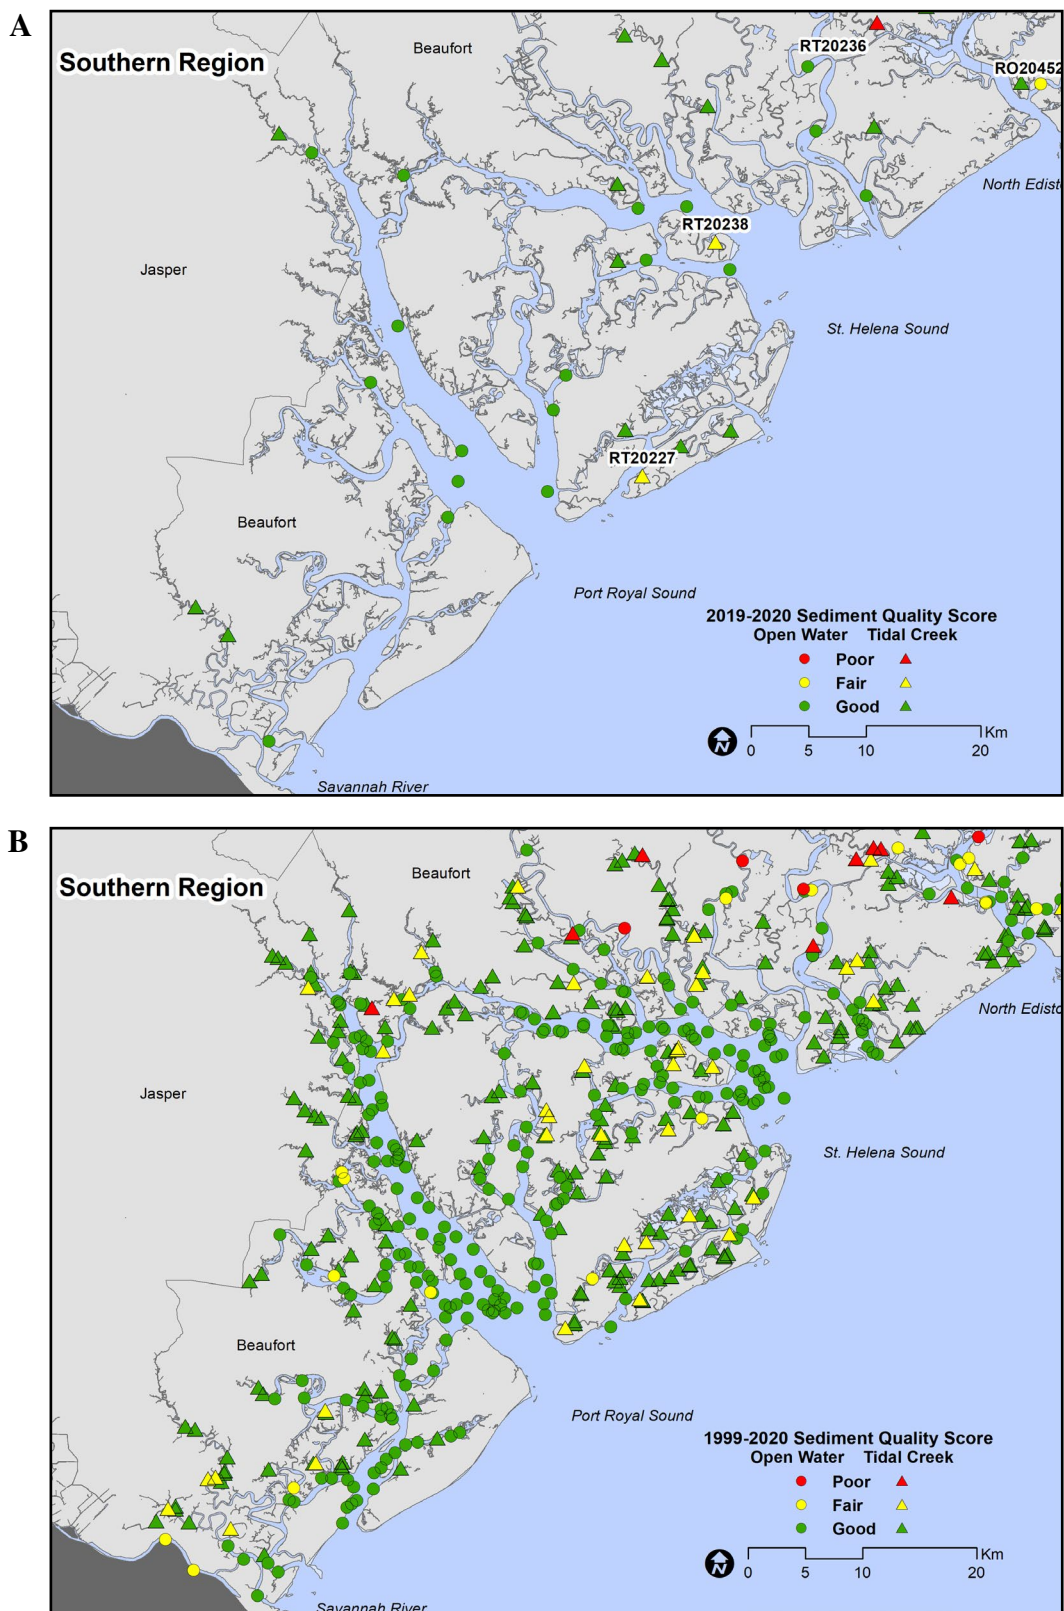 A
Southern Region
Beaufort
RT20236
RO20452
North Edisto
RT20238
Jasper
St. Helena Sound
RT20227
Beaufort
Port Royal Sound
2019-2020 Sediment Quality Score
Open Water Tidal Creek
Poor
Fair
Good
N
0 5 10 20 Km
Savannah River
B
Southern Region
Beaufort
North Edisto
Jasper
St. Helena Sound
Beaufort
Port Royal Sound
1999-2020 Sediment Quality Score
Open Water Tidal Creek
Poor
Fair
Good
N
0 5 10 20 Km
Savannah River